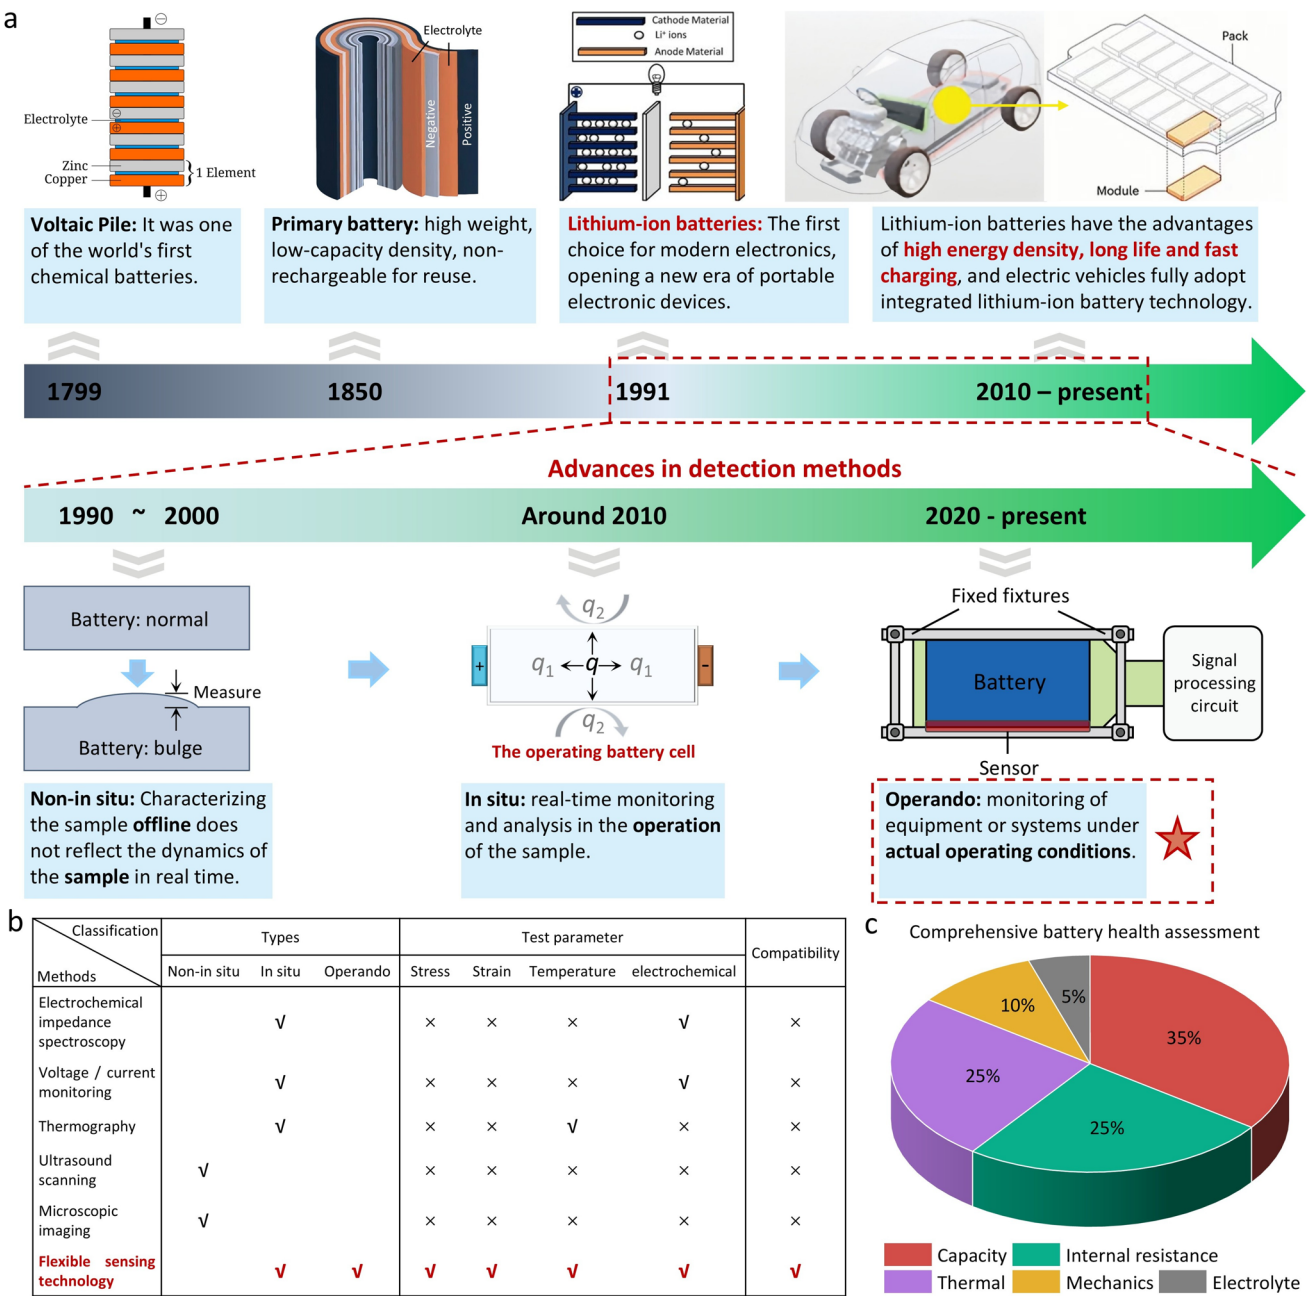 a
⊖
Electrolyte
⊖
⊕
Zinc
Copper
1 Element
⊕
Electrolyte
Negative
Positive
Cathode Material
Li⁺ ions
Anode Material
Pack
Module
Voltaic Pile: It was one
of the world's first
chemical batteries.
Primary battery: high weight,
low-capacity density, non-
rechargeable for reuse.
Lithium-ion batteries: The first
choice for modern electronics,
opening a new era of portable
electronic devices.
Lithium-ion batteries have the advantages
of high energy density, long life and fast
charging, and electric vehicles fully adopt
integrated lithium-ion battery technology.
1799
1850
1991
2010 – present
Advances in detection methods
1990 ~ 2000
Around 2010
2020 - present
Battery: normal
Measure
Battery: bulge
q₂
+
q₁
q
q₁
-
q₂
The operating battery cell
Fixed fixtures
Battery
Signal
processing
circuit
Sensor
Non-in situ: Characterizing
the sample offline does
not reflect the dynamics of
the sample in real time.
In situ: real-time monitoring
and analysis in the operation
of the sample.
Operando: monitoring of
equipment or systems under
actual operating conditions.
b
Classification
Methods
Types
Test parameter
Compatibility
Non-in situ In situ Operando Stress Strain Temperature electrochemical
Electrochemical
impedance
spectroscopy
√ × × × √ ×
Voltage / current
monitoring
√ × × × √ ×
Thermography √ × × √ × ×
Ultrasound
scanning
√ × × × × ×
Microscopic
imaging
√ × × × × ×
Flexible sensing
technology
√ √ √ √ √ √ √
c
Comprehensive battery health assessment
5%
10%
35%
25%
25%
Capacity Internal resistance
Thermal Mechanics Electrolyte